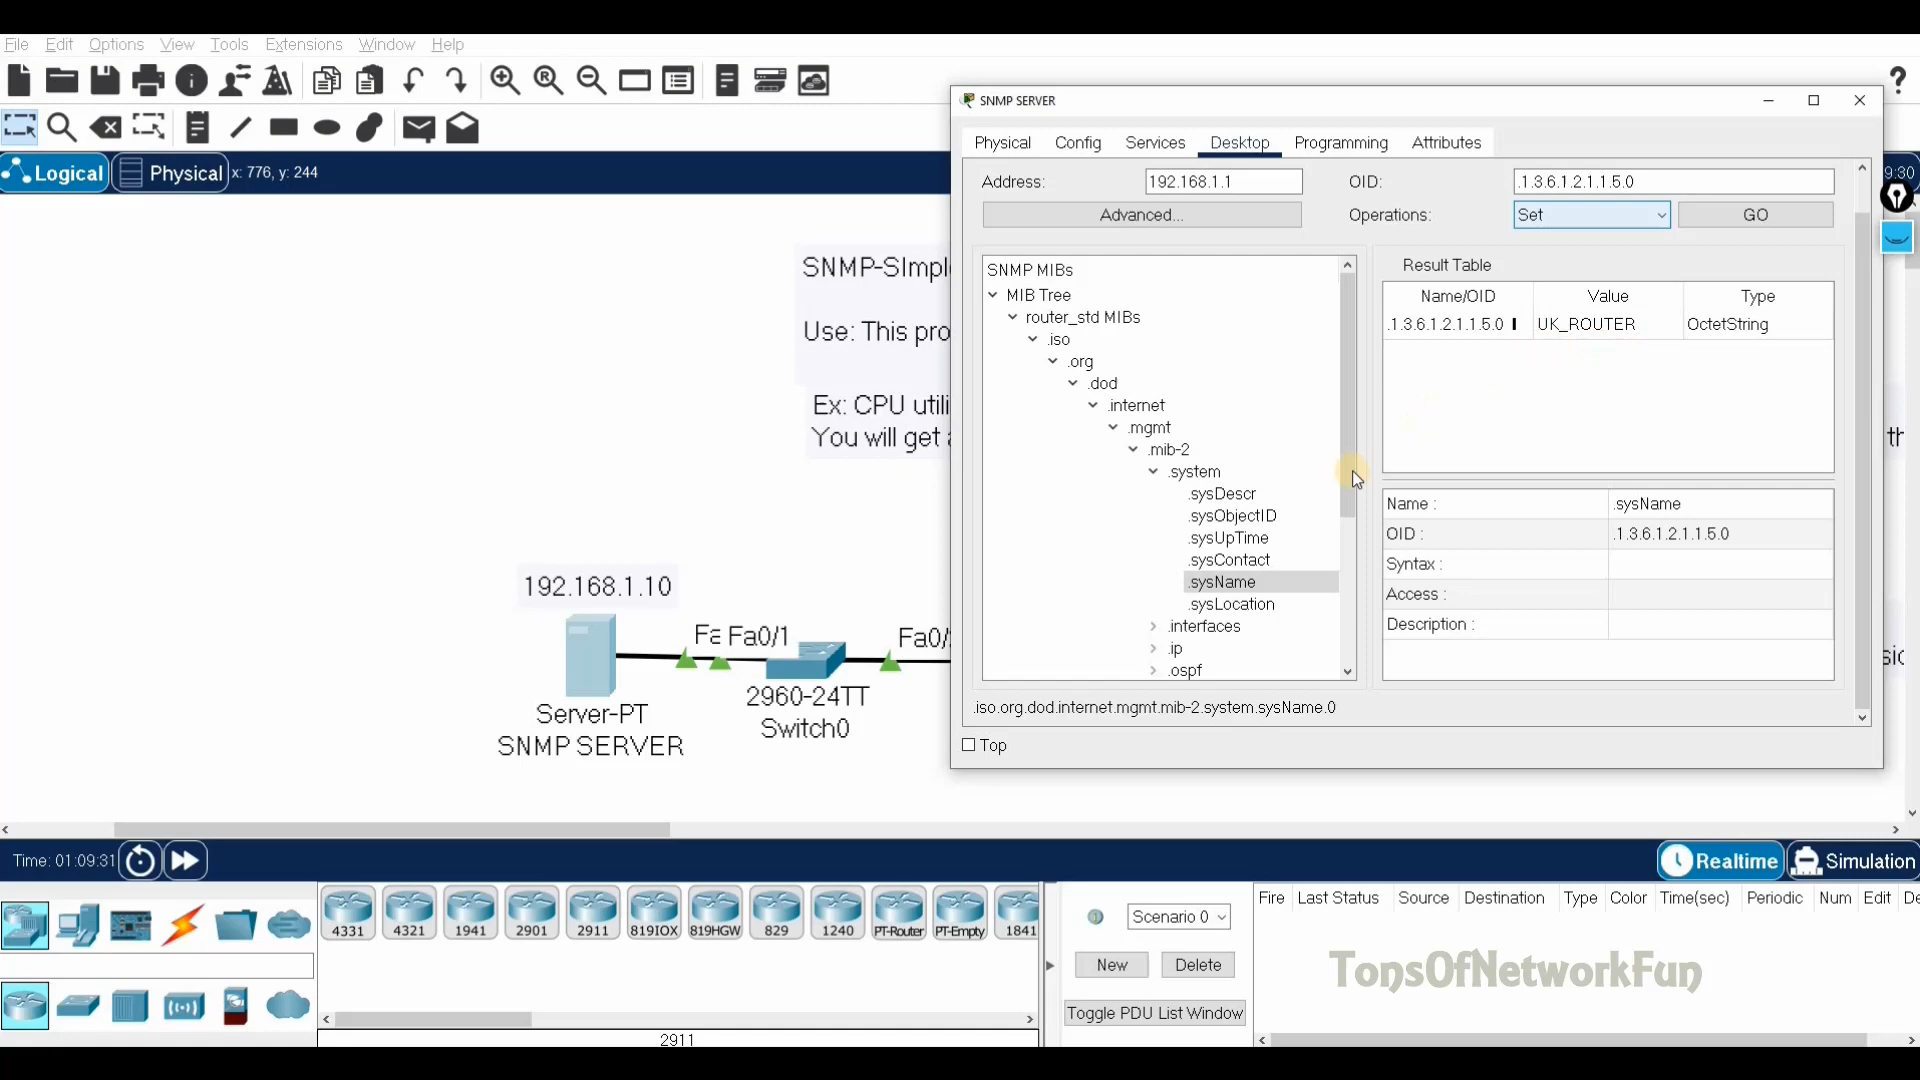 File Edit Options View Tools Extensions Window Help
Logical Physical x: 776, y: 244
9:30
SNMP-SImpl
Use: This pro
Ex: CPU utili
You will get a
th
192.168.1.10
Fa Fa0/1 Fa0/
2960-24TT
Switch0
Server-PT
SNMP SERVER
SNMP SERVER
Physical Config Services Desktop Programming Attributes
Address: 192.168.1.1 OID: .1.3.6.1.2.1.1.5.0
Advanced... Operations: Set GO
SNMP MIBs
MIB Tree
router_std MIBs
.iso
.org
.dod
.internet
.mgmt
.mib-2
.system
.sysDescr
.sysObjectID
.sysUpTime
.sysContact
.sysName
.sysLocation
.interfaces
.ip
.ospf
Result Table
Name/OID Value Type
.1.3.6.1.2.1.1.5.0 UK_ROUTER OctetString
Name : .sysName
OID : .1.3.6.1.2.1.1.5.0
Syntax :
Access :
Description :
.iso.org.dod.internet.mgmt.mib-2.system.sysName.0
Top
Time: 01:09:31
Realtime Simulation
4331 4321 1941 2901 2911 819IOX 819HGW 829 1240 PT-Router PT-Empty 1841
2911
Scenario 0
New Delete
Toggle PDU List Window
Fire Last Status Source Destination Type Color Time(sec) Periodic Num Edit De
TonsOfNetworkFun